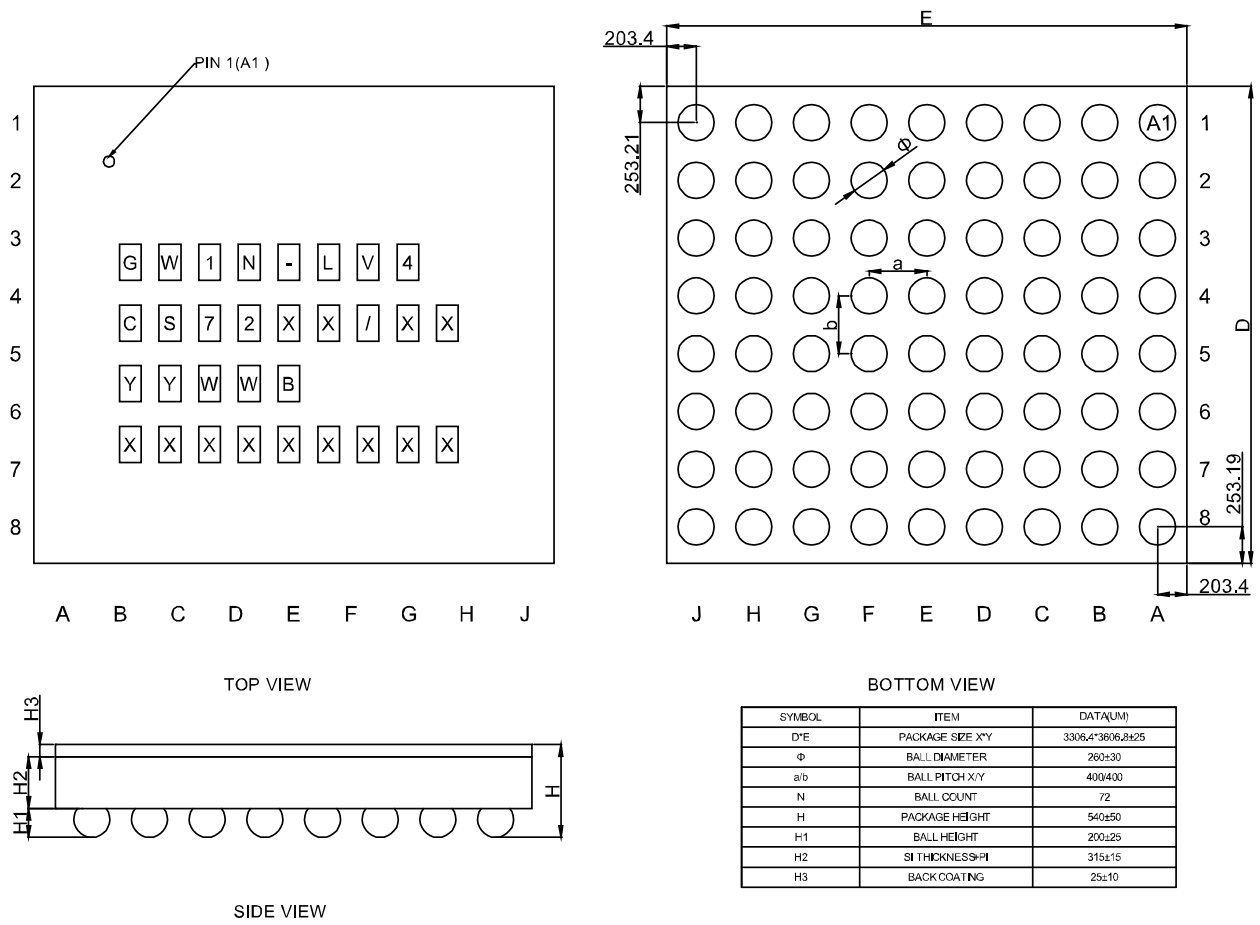 PIN 1(A1 )
1
2
3
4
5
6
7
8
G W 1 N - L V 4
C S 7 2 X X / X X
Y Y W W B
X X X X X X X X X
A B C D E F G H J
TOP VIEW
E
203.4
253.21
A1
Φ
a
b
D
1
2
3
4
5
6
7
8
253.19
203.4
J H G F E D C B A
BOTTOM VIEW
H3
H2
H1
H
SIDE VIEW
SYMBOL ITEM DATA(UM)
D*E PACKAGE SIZE X*Y 3306.4*3606.8±25
Φ BALL DIAMETER 260±30
a/b BALL PITCH X/Y 400/400
N BALL COUNT 72
H PACKAGE HEIGHT 540±50
H1 BALL HEIGHT 200±25
H2 SI THICKNESS+PI 315±15
H3 BACK COATING 25±10